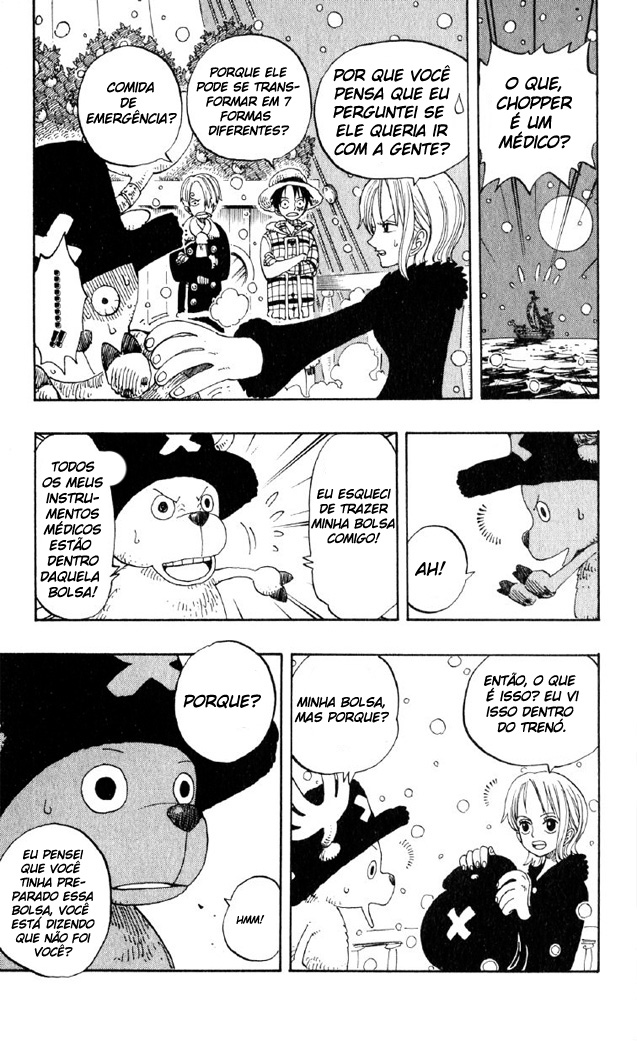 O QUE,
CHOPPER
É UM
MÉDICO?
POR QUE VOCÊ
PENSA QUE EU
PERGUNTEI SE
ELE QUERIA IR
COM A GENTE?
PORQUE ELE
PODE SE TRANS-
FORMAR EM 7
FORMAS
DIFERENTES?
COMIDA
DE
EMERGÊNCIA?
AH!
EU ESQUECI
DE TRAZER
MINHA BOLSA
COMIGO!
TODOS
OS MEUS
INSTRU-
MENTOS
MÉDICOS
ESTÃO
DENTRO
DAQUELA
BOLSA!
ENTÃO, O QUE
É ISSO? EU VI
ISSO DENTRO
DO TRENÓ.
MINHA BOLSA,
MAS PORQUE?
PORQUE?
HMM!
EU PENSEI
QUE VOCÊ
TINHA PRE-
PARADO ESSA
BOLSA, VOCÊ
ESTÁ DIZENDO
QUE NÃO FOI
VOCÊ?